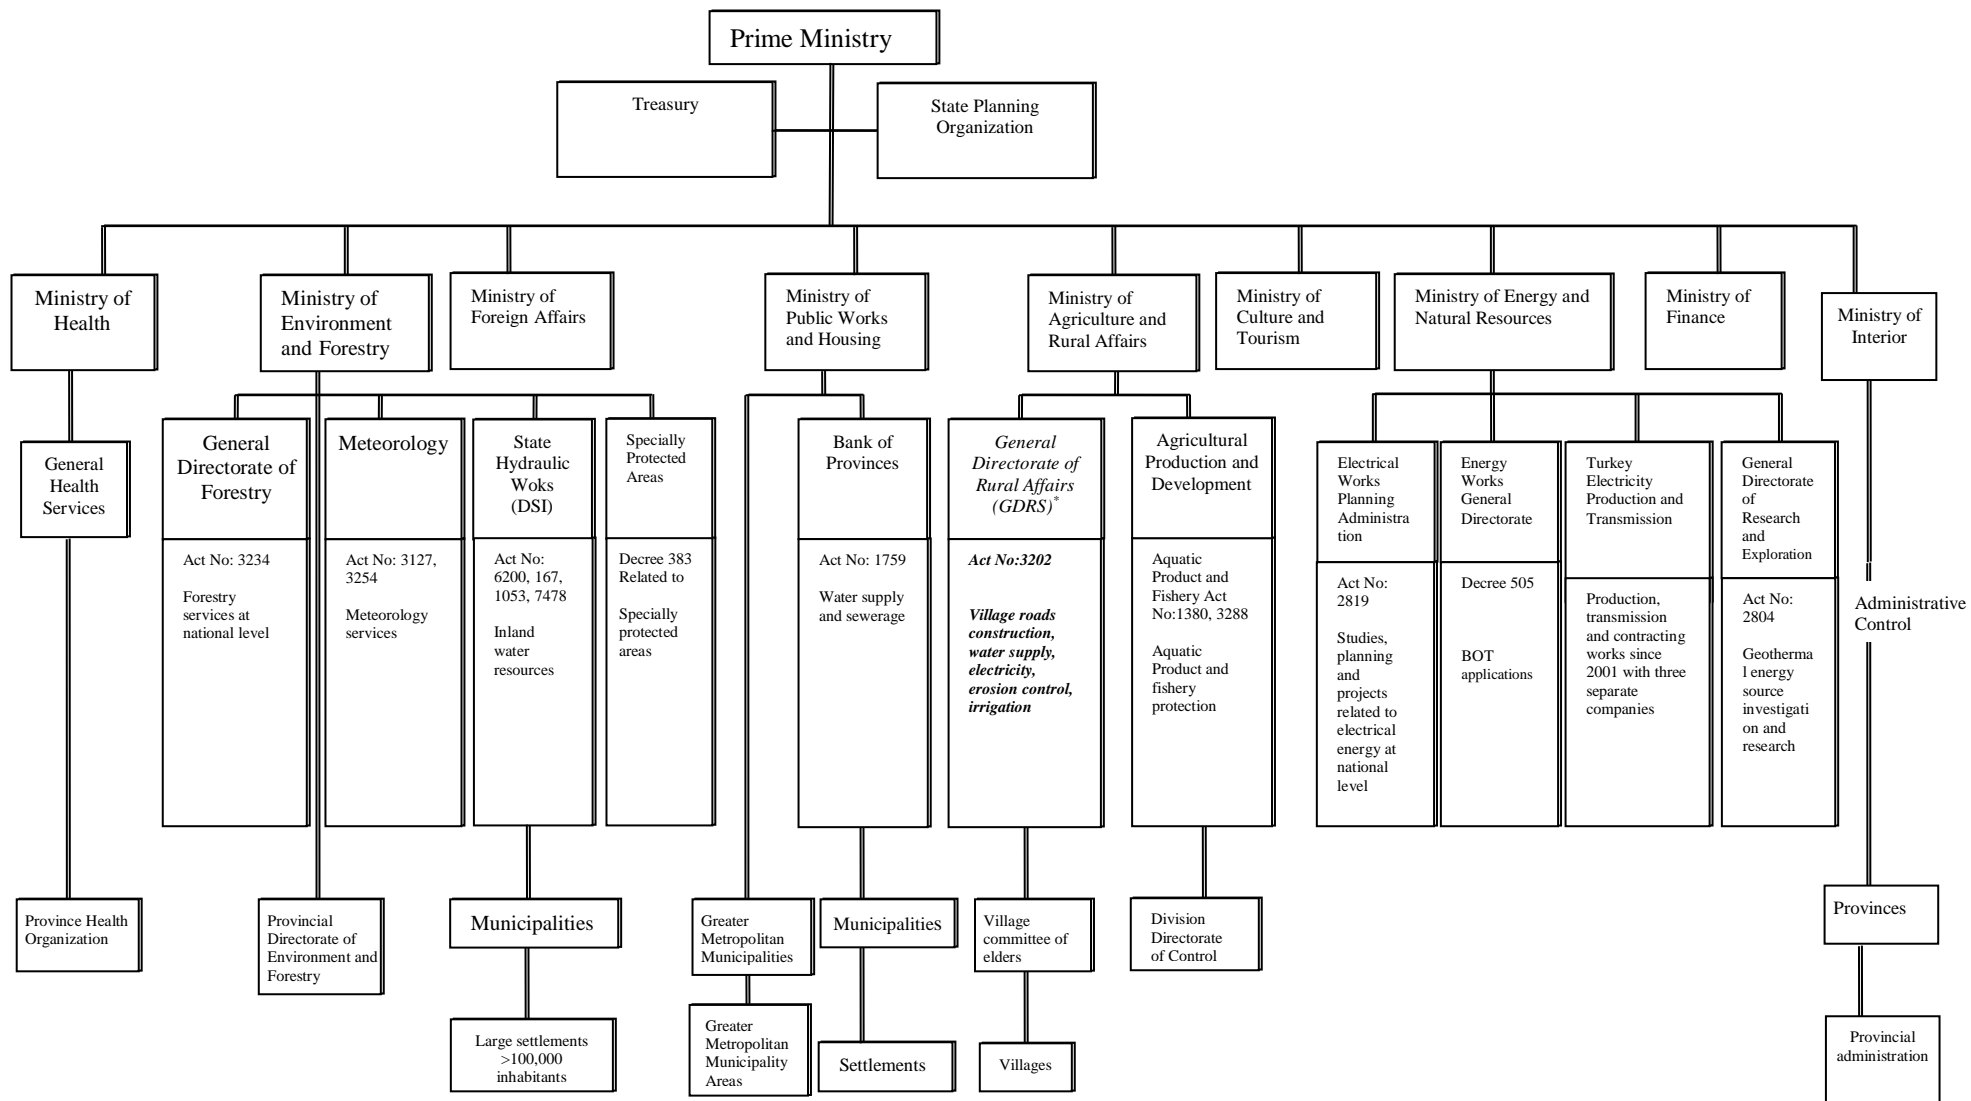 Prime Ministry
Treasury
State Planning
Organization
Ministry of
Health
Ministry of
Environment
and Forestry
Ministry of
Foreign Affairs
Ministry of
Public Works
and Housing
Ministry of
Agriculture and
Rural Affairs
Ministry of
Culture and
Tourism
Ministry of Energy and
Natural Resources
Ministry of
Finance
Ministry of
Interior
General
Health
Services
General
Directorate of
Forestry
Meteorology
State
Hydraulic
Woks
(DSI)
Specially
Protected
Areas
Bank of
Provinces
General
Directorate of
Rural Affairs
(GDRS)*
Agricultural
Production and
Development
Electrical
Works
Planning
Administra
tion
Energy
Works
General
Directorate
Turkey
Electricity
Production and
Transmission
General
Directorate
of
Research
and
Exploration
Act No: 3234
Forestry
services at
national level
Act No: 3127,
3254
Meteorology
services
Act No:
6200, 167,
1053, 7478
Inland
water
resources
Decree 383
Related to
Specially
protected
areas
Act No: 1759
Water supply
and sewerage
Act No:3202
Village roads
construction,
water supply,
electricity,
erosion control,
irrigation
Aquatic
Product and
Fishery Act
No:1380, 3288
Aquatic
Product and
fishery
protection
Act No:
2819
Studies,
planning
and
projects
related to
electrical
energy at
national
level
Decree 505
BOT
applications
Production,
transmission
and contracting
works since
2001 with three
separate
companies
Act No:
2804
Geotherma
l energy
source
investigati
on and
research
Administrative
Control
Province Health
Organization
Provincial
Directorate of
Environment and
Forestry
Municipalities
Greater
Metropolitan
Municipalities
Municipalities
Village
committee of
elders
Division
Directorate
of Control
Provinces
Large settlements
>100,000
inhabitants
Greater
Metropolitan
Municipality
Areas
Settlements
Villages
Provincial
administration